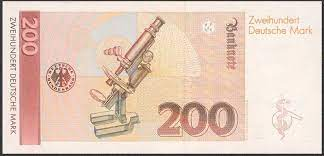 200
ZWEIHUNDERT DEUTSCHE MARK
Banknote
Zweihundert
Deutsche Mark
200